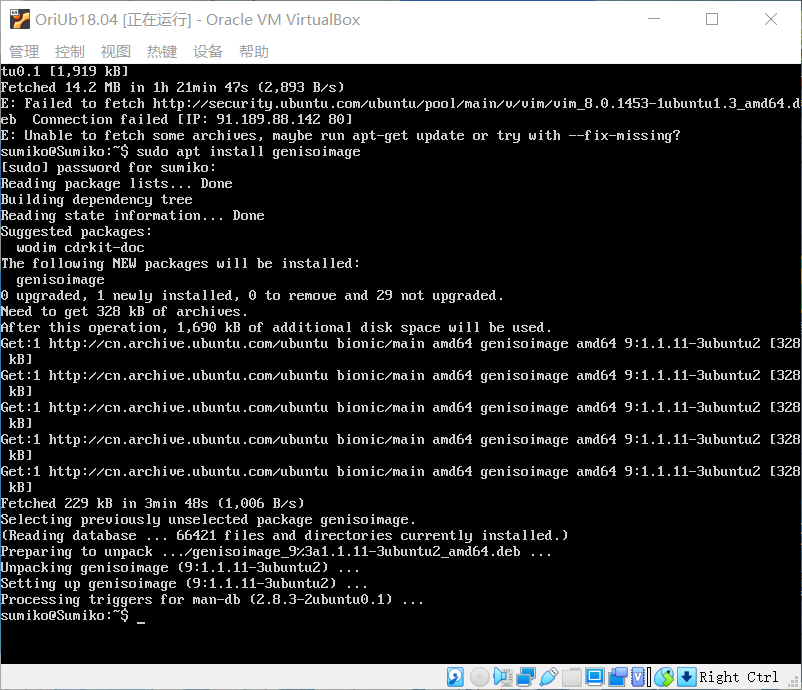 OriUb18.04 [正在运行] - Oracle VM VirtualBox
管理 控制 视图 热键 设备 帮助
tu0.1 [1,919 kB]
Fetched 14.2 MB in 1h 21min 47s (2,893 B/s)
E: Failed to fetch http://security.ubuntu.com/ubuntu/pool/main/v/vim/vim_8.0.1453-1ubuntu1.3_amd64.d
eb  Connection failed [IP: 91.189.88.142 80]
E: Unable to fetch some archives, maybe run apt-get update or try with --fix-missing?
sumiko@Sumiko:~$ sudo apt install genisoimage
[sudo] password for sumiko:
Reading package lists... Done
Building dependency tree
Reading state information... Done
Suggested packages:
  wodim cdrkit-doc
The following NEW packages will be installed:
  genisoimage
0 upgraded, 1 newly installed, 0 to remove and 29 not upgraded.
Need to get 328 kB of archives.
After this operation, 1,690 kB of additional disk space will be used.
Get:1 http://cn.archive.ubuntu.com/ubuntu bionic/main amd64 genisoimage amd64 9:1.1.11-3ubuntu2 [328
 kB]
Get:1 http://cn.archive.ubuntu.com/ubuntu bionic/main amd64 genisoimage amd64 9:1.1.11-3ubuntu2 [328
 kB]
Get:1 http://cn.archive.ubuntu.com/ubuntu bionic/main amd64 genisoimage amd64 9:1.1.11-3ubuntu2 [328
 kB]
Get:1 http://cn.archive.ubuntu.com/ubuntu bionic/main amd64 genisoimage amd64 9:1.1.11-3ubuntu2 [328
 kB]
Get:1 http://cn.archive.ubuntu.com/ubuntu bionic/main amd64 genisoimage amd64 9:1.1.11-3ubuntu2 [328
 kB]
Fetched 229 kB in 3min 48s (1,006 B/s)
Selecting previously unselected package genisoimage.
(Reading database ... 66421 files and directories currently installed.)
Preparing to unpack .../genisoimage_9%3a1.1.11-3ubuntu2_amd64.deb ...
Unpacking genisoimage (9:1.1.11-3ubuntu2) ...
Setting up genisoimage (9:1.1.11-3ubuntu2) ...
Processing triggers for man-db (2.8.3-2ubuntu0.1) ...
sumiko@Sumiko:~$ _
Right Ctrl